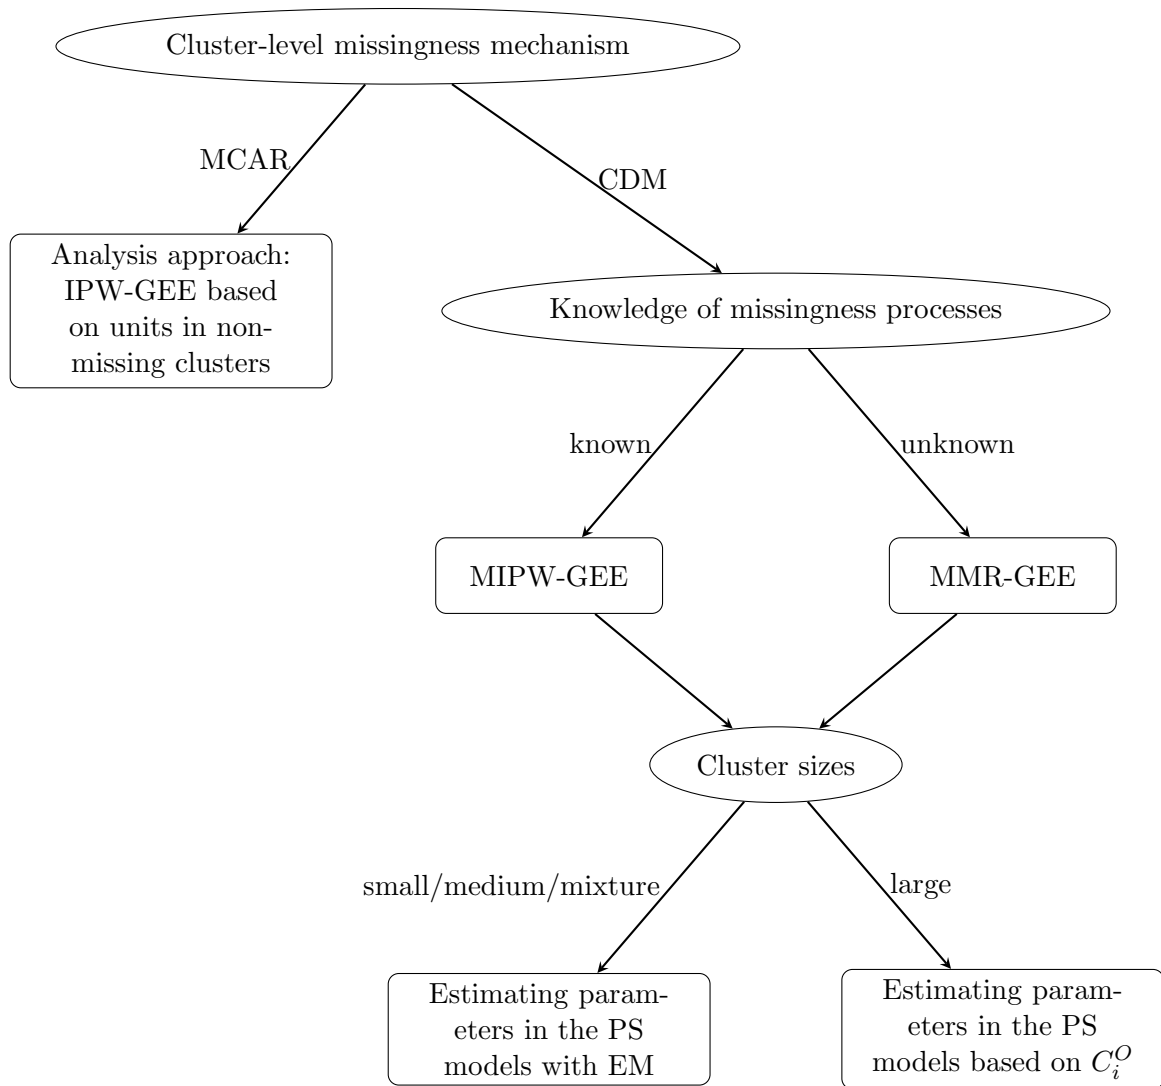 Cluster-level missingness mechanism
MCAR
CDM
Analysis approach:
IPW-GEE based
on units in non-
missing clusters
Knowledge of missingness processes
known
unknown
MIPW-GEE
MMR-GEE
Cluster sizes
small/medium/mixture
large
Estimating param-
eters in the PS
models with EM
Estimating param-
eters in the PS
models based on $C_i^O$